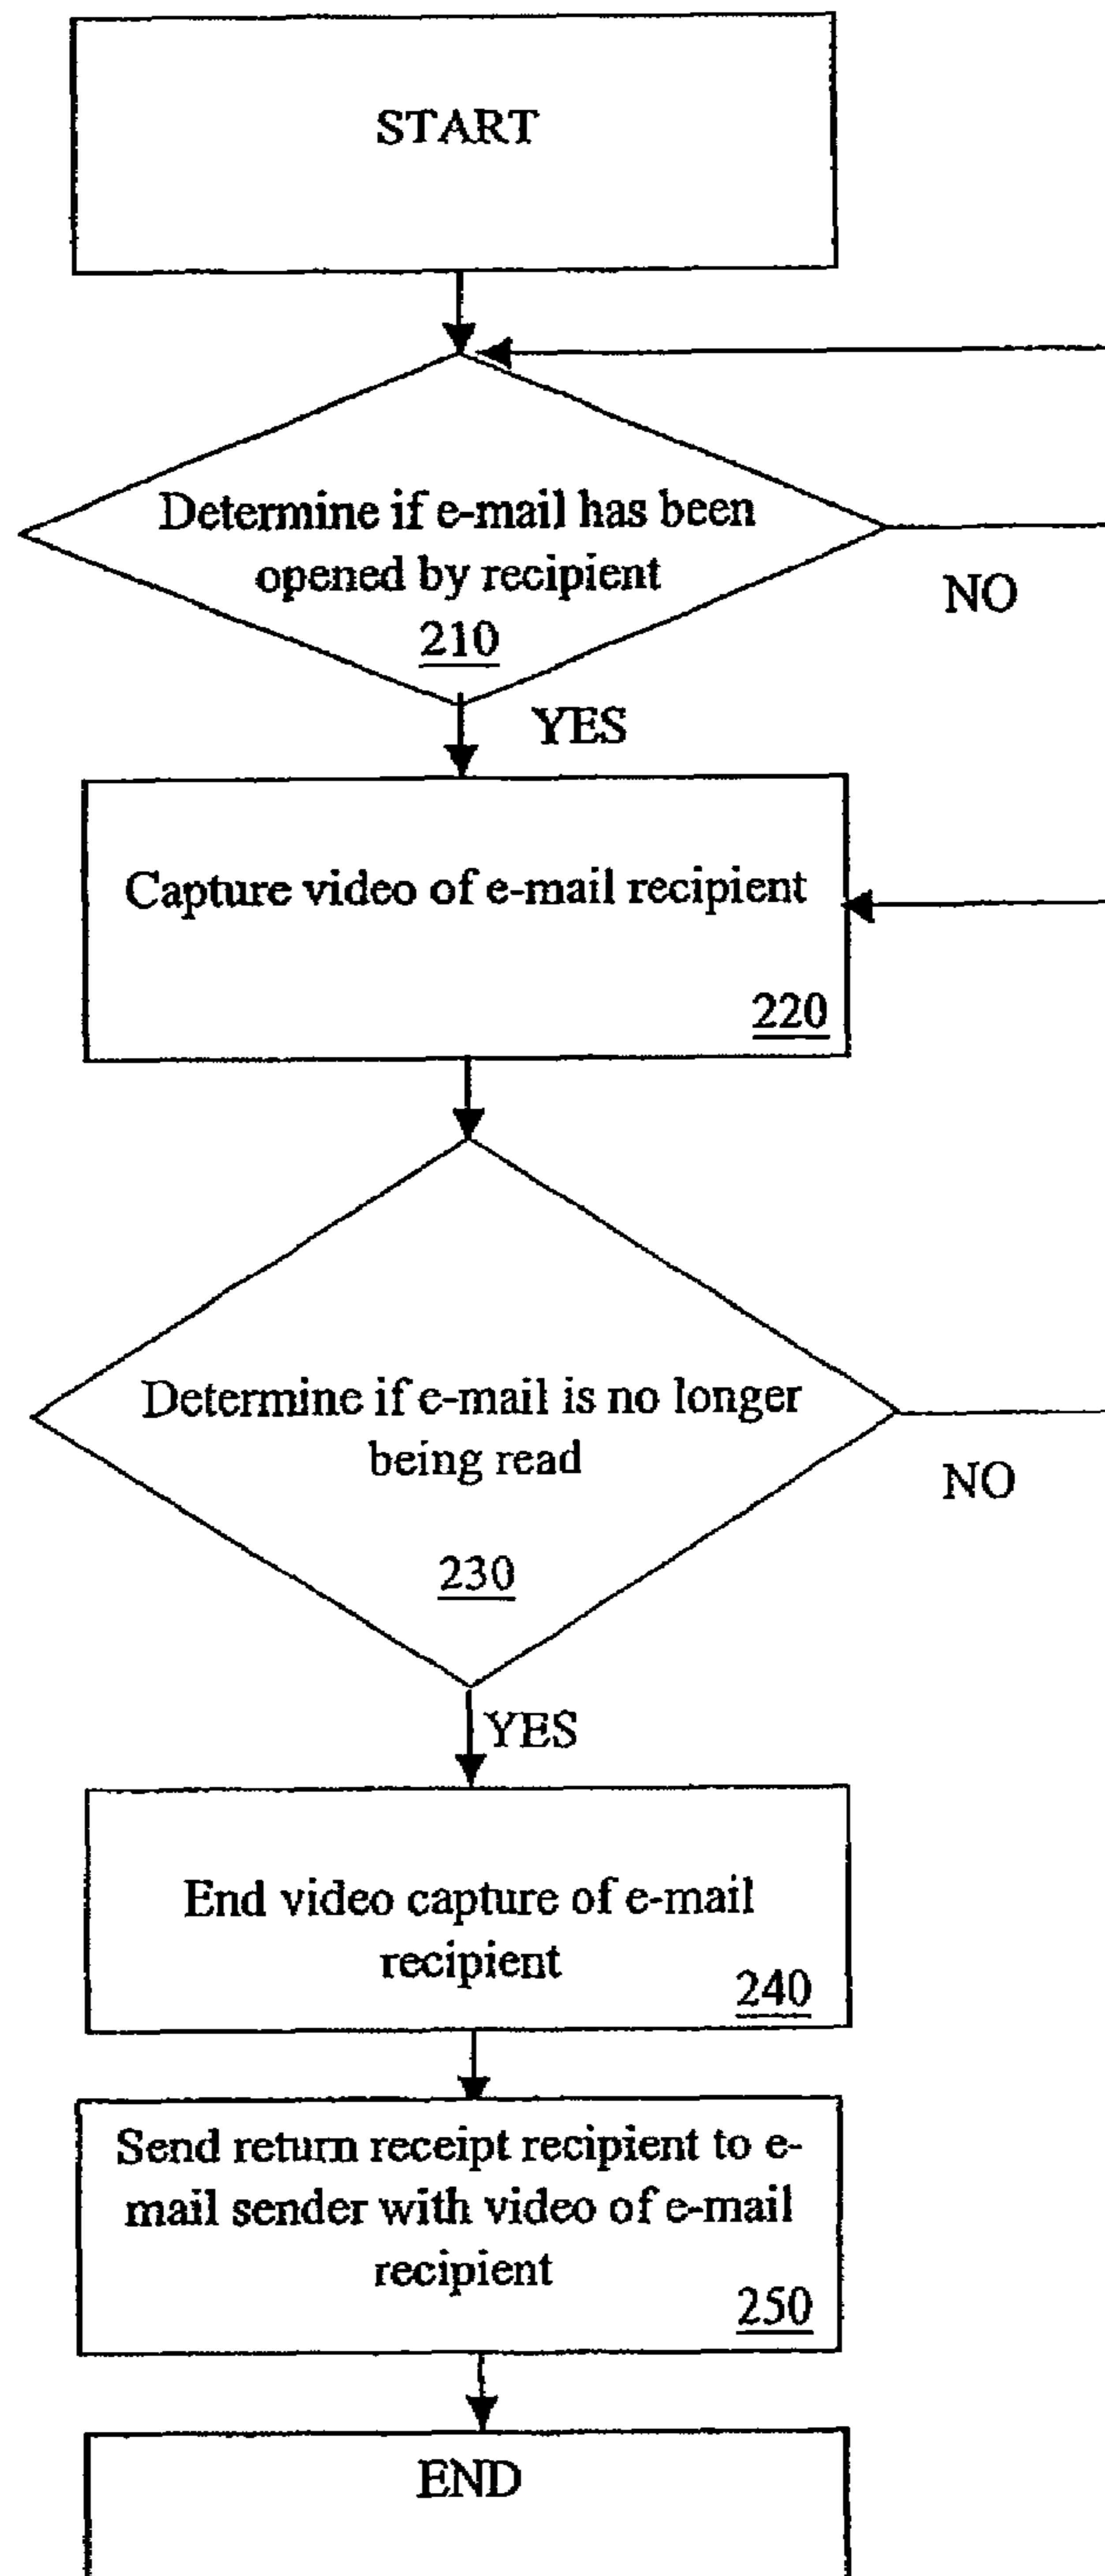 START
Determine if e-mail has been
opened by recipient
210
NO
YES
Capture video of e-mail recipient
220
Determine if e-mail is no longer
being read
230
NO
YES
End video capture of e-mail
recipient
240
Send return receipt recipient to e-
mail sender with video of e-mail
recipient
250
END